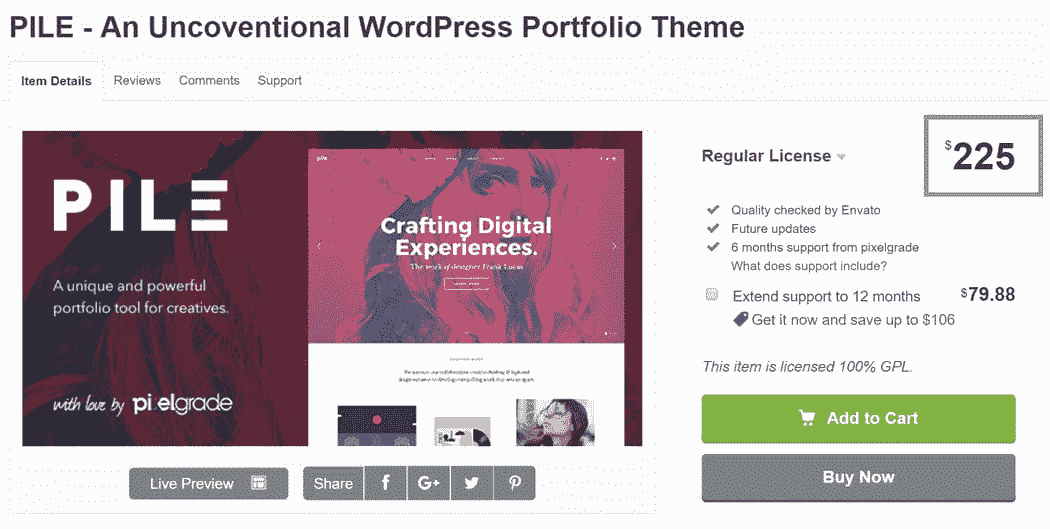 PILE - An Uncoventional WordPress Portfolio Theme
Item Details Reviews Comments Support
PILE
A unique and powerful
portfolio tool for creatives.
with love by pixelgrade
pile
Crafting Digital
Experiences.
The work of designer Frank Lucas
Live Preview
Share
Regular License
$225
Quality checked by Envato
Future updates
6 months support from pixelgrade
What does support include?
Extend support to 12 months $79.88
Get it now and save up to $106
This item is licensed 100% GPL.
Add to Cart
Buy Now